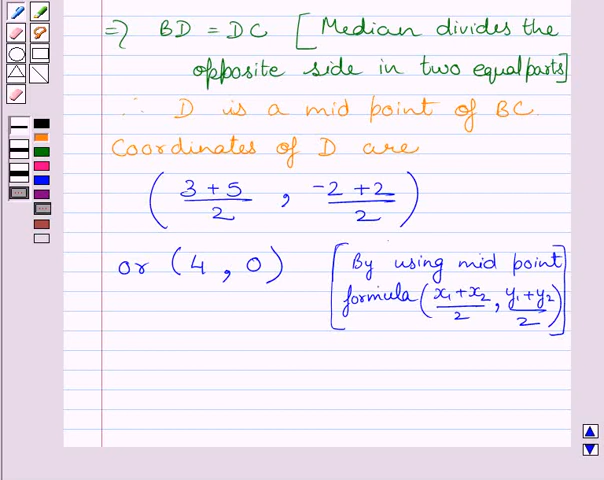 => BD = DC [Median divides the
opposite side in two equal parts]
∴ D is a mid point of BC.
Coordinates of D are
(3+5/2 , -2+2/2)
or (4, 0) [By using mid point
formula (x₁+x₂/2, y₁+y₂/2)]